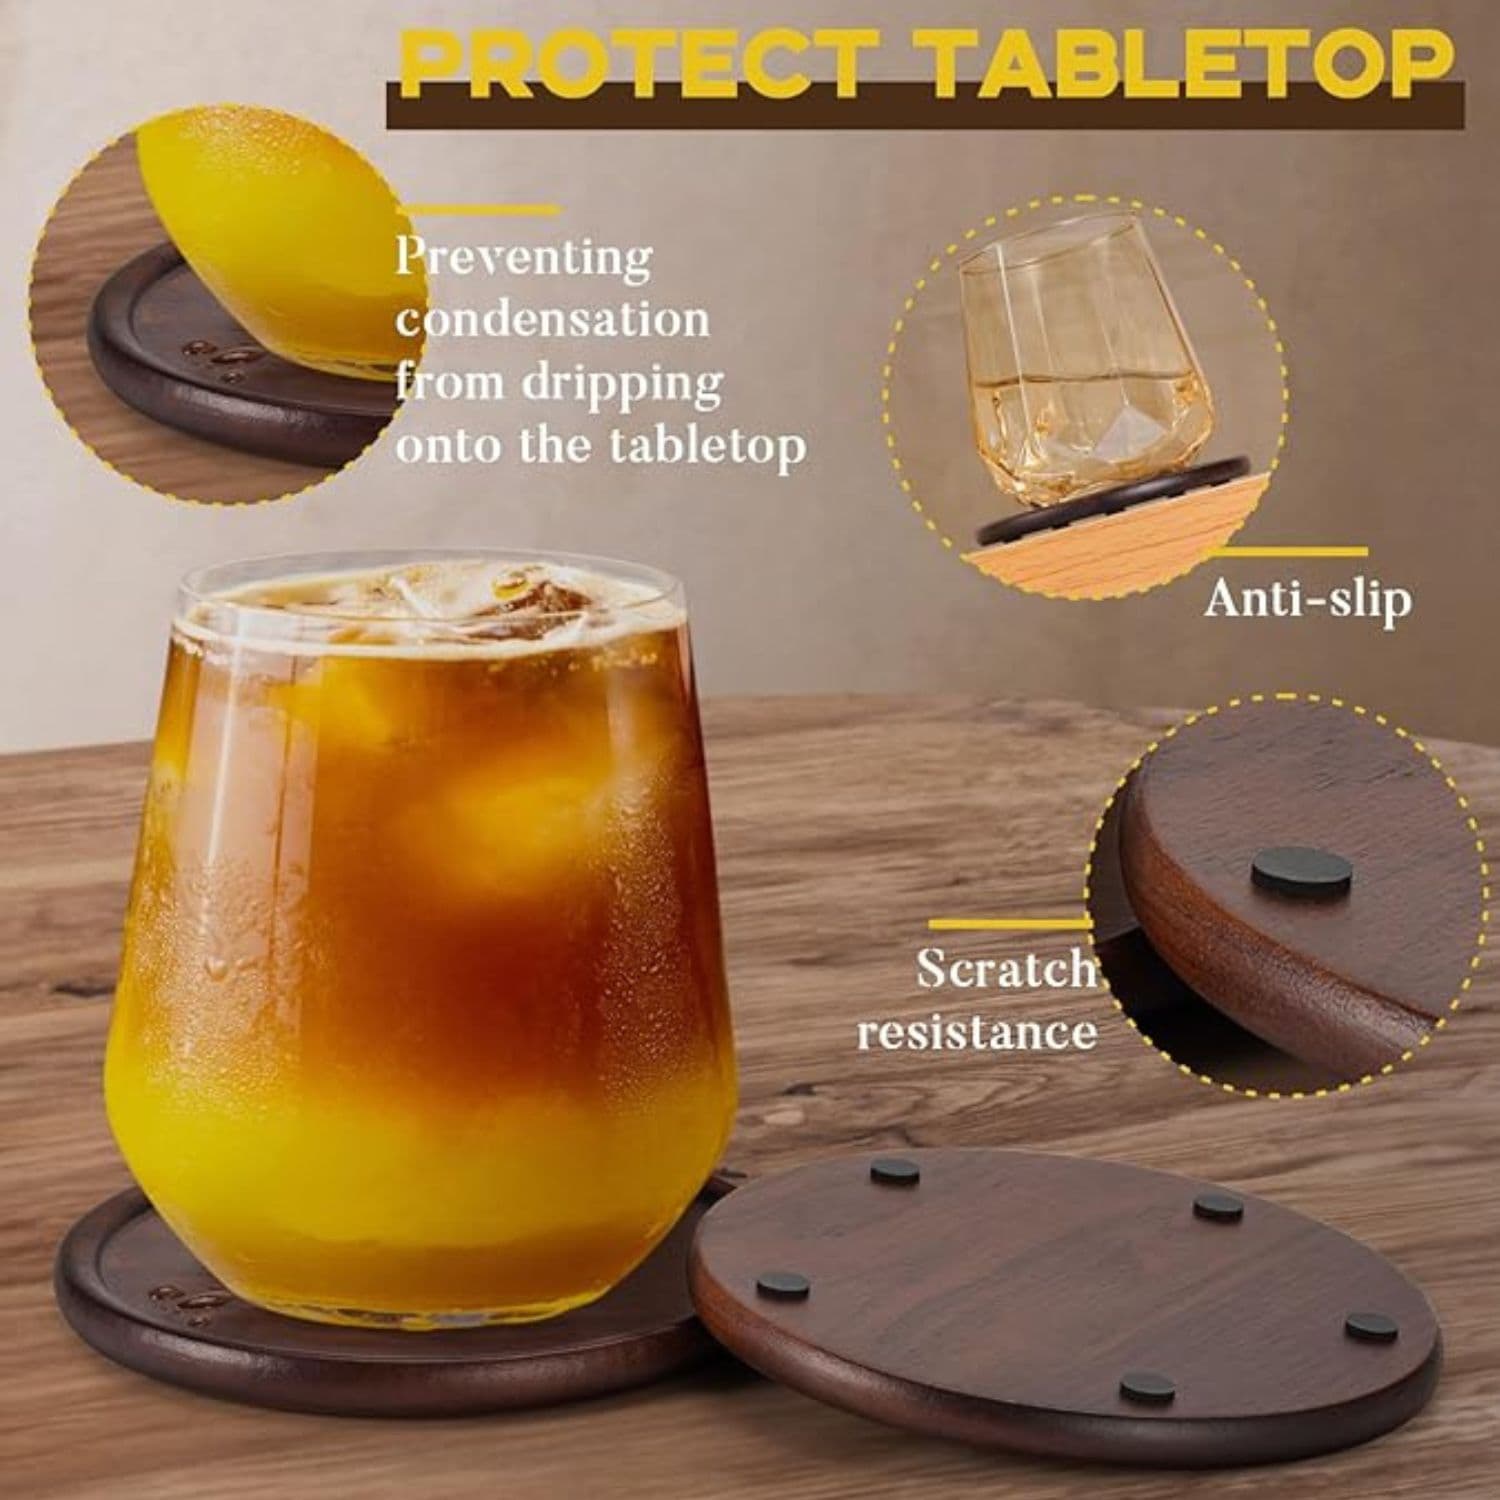 PROTECT TABLETOP
Preventing
condensation
from dripping
onto the tabletop
Anti-slip
Scratch
resistance